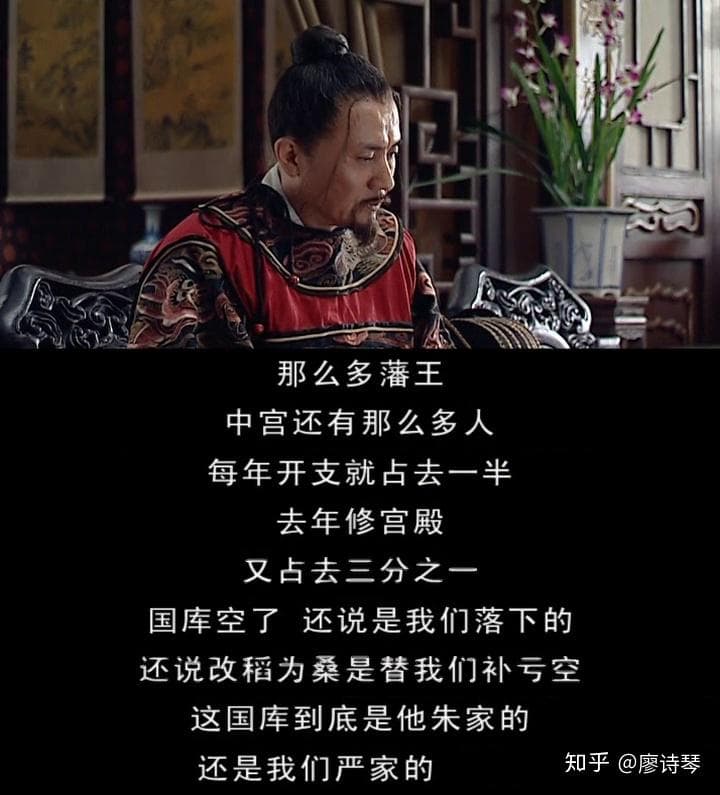 那么多藩王
中宫还有那么多人
每年开支就占去一半
去年修宫殿
又占去三分之一
国库空了 还说是我们落下的
还说改稻为桑是替我们补亏空
这国库到底是他朱家的
还是我们严家的
知乎 @廖诗琴